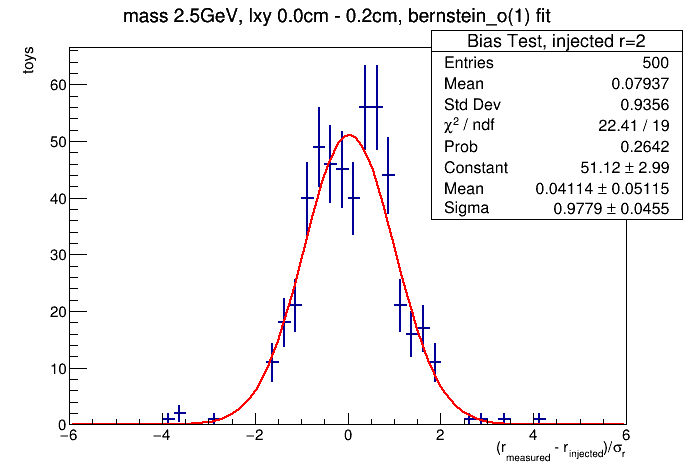 mass 2.5GeV, lxy 0.0cm - 0.2cm, bernstein_o(1) fit
Bias Test, injected r=2
Entries 500
Mean 0.07937
Std Dev 0.9356
χ² / ndf 22.41 / 19
Prob 0.2642
Constant 51.12 ± 2.99
Mean 0.04114 ± 0.05115
Sigma 0.9779 ± 0.0455
toys
60
50
40
30
20
10
0
−6 −4 −2 0 2 4 6
(r_measured - r_injected)/σ_r